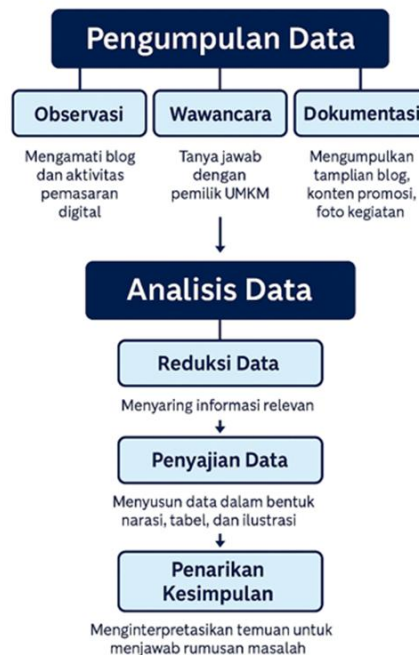 Pengumpulan Data
Observasi
Mengamati blog
dan aktivitas
pemasaran
digital
Wawancara
Tanya jawab
dengan
pemilik UMKM
Dokumentasi
Mengumpulkan
tamplian blog,
konten promosi,
foto kegiatan
Analisis Data
Reduksi Data
Menyaring informasi relevan
Penyajian Data
Menyusun data dalam bentuk
narasi, tabel, dan ilustrasi
Penarikan
Kesimpulan
Menginterpretasikan temuan untuk
menjawab rumusan masalah